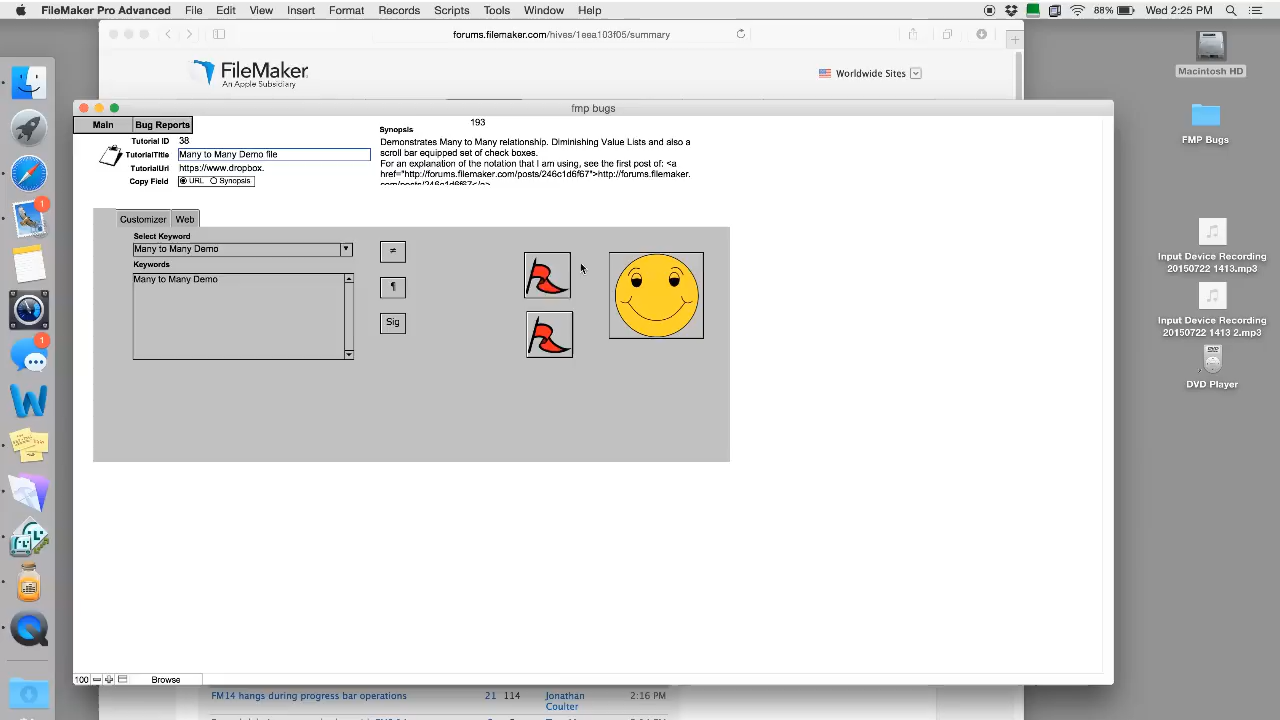 FileMaker Pro Advanced File Edit View Insert Format Records Scripts Tools Window Help 88% Wed 2:25 PM
forums.filemaker.com/hives/1eea103f05/summary
FileMaker
An Apple Subsidiary
Worldwide Sites
Macintosh HD
fmp bugs
FMP Bugs
Main Bug Reports
193
Synopsis
Tutorial ID 38
TutorialTitle Many to Many Demo file
TutorialUrl https://www.dropbox.
Copy Field URL Synopsis
Demonstrates Many to Many relationship. Diminishing Value Lists and also a
scroll bar equipped set of check boxes.
For an explanation of the notation that I am using, see the first post of: <a
href="http://forums.filemaker.com/posts/246c1d6f67">http://forums.filemaker.
com/posts/246c1d6f67</a>
Customizer Web
Select Keyword
Many to Many Demo
Keywords
Many to Many Demo
≠
¶
Sig
1
1
Input Device Recording
20150722 1413.mp3
Input Device Recording
20150722 1413 2.mp3
DVD Player
100 Browse
FM14 hangs during progress bar operations 21 114 Jonathan
Coulter 2:16 PM